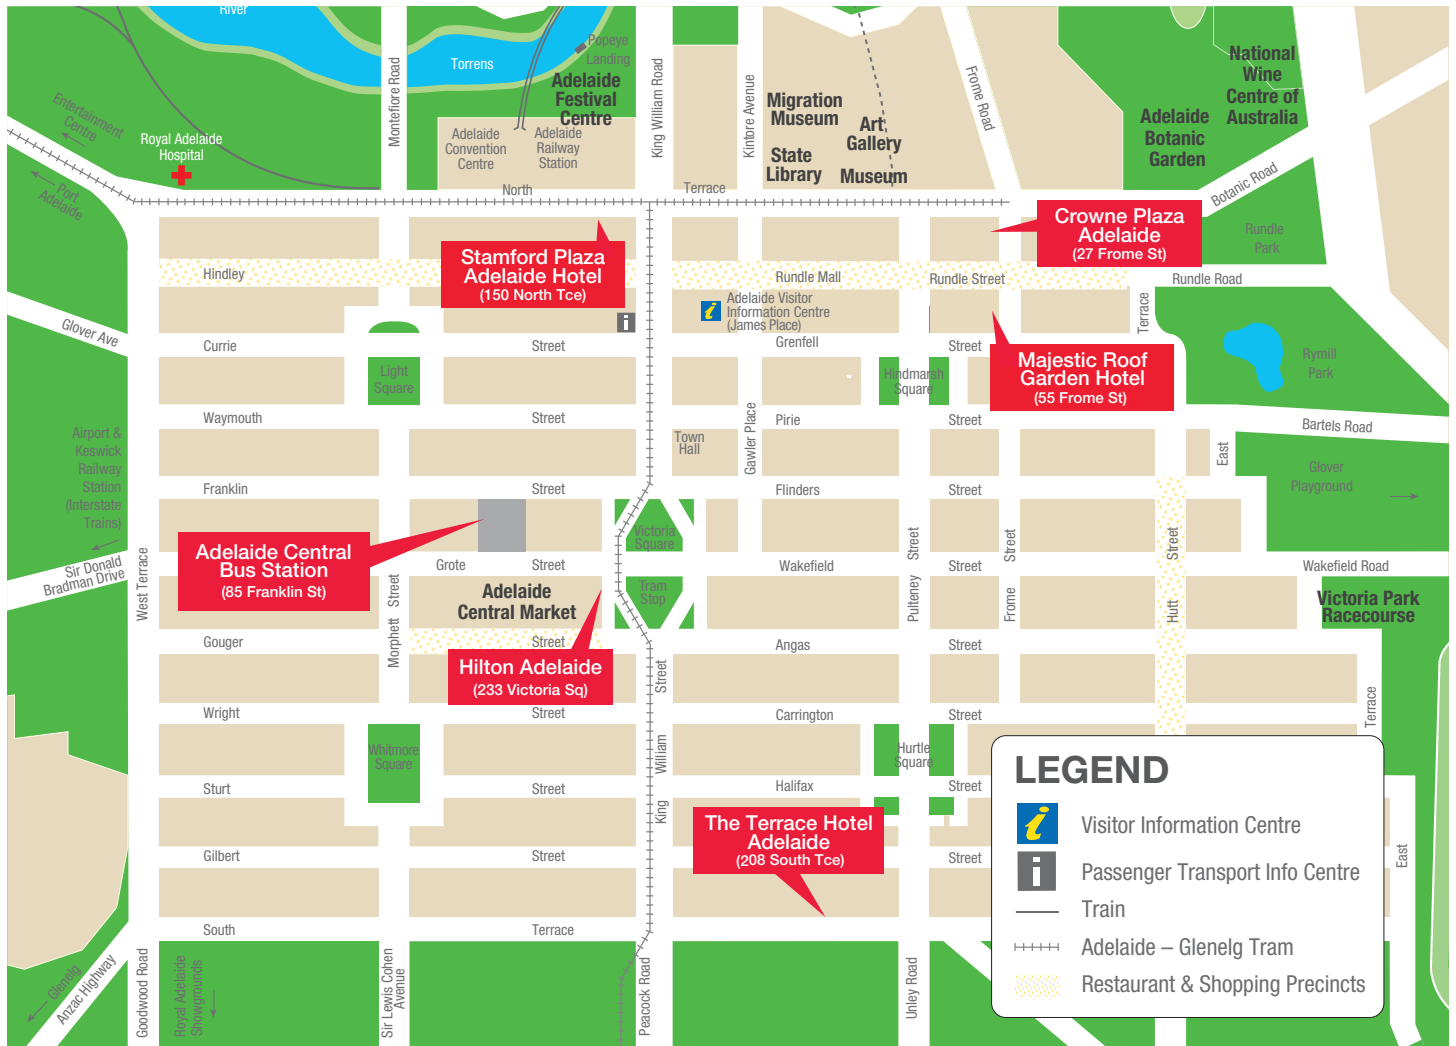 River
Torrens
Popeye
Landing
Adelaide
Festival
Centre
Montefiore Road
King William Road
Kintore Avenue
Frome Road
Migration
Museum
State
Library
Art
Gallery
Museum
National
Wine
Centre of
Australia
Adelaide
Botanic
Garden
Botanic Road
Entertainment
Centre
Royal Adelaide
Hospital
Port
Adelaide
Adelaide
Convention
Centre
Adelaide
Railway
Station
North
Terrace
Stamford Plaza
Adelaide Hotel
(150 North Tce)
Crowne Plaza
Adelaide
(27 Frome St)
Rundle
Park
Hindley
Rundle Mall
Rundle Street
Rundle Road
Adelaide Visitor
Information Centre
(James Place)
Terrace
Glover Ave
Currie
Street
Grenfell
Street
Light
Square
Hindmarsh
Square
Majestic Roof
Garden Hotel
(55 Frome St)
Rymill
Park
Waymouth
Street
Pirie
Street
Bartels Road
Airport &
Keswick
Railway
Station
(Interstate
Trains)
Town
Hall
Gawler Place
East
Glover
Playground
Franklin
Street
Flinders
Street
Adelaide Central
Bus Station
(85 Franklin St)
Victoria
Square
Sir Donald
Bradman Drive
West Terrace
Grote
Street
Wakefield
Street
Wakefield Road
Pulteney Street
Frome Street
Hutt Street
Morphett Street
Adelaide
Central Market
Tram
Stop
Victoria Park
Racecourse
Gouger
Street
Angas
Street
Hilton Adelaide
(233 Victoria Sq)
King William Street
Terrace
Wright
Street
Carrington
Street
Whitmore
Square
Hurtle
Square
Sturt
Street
Halifax
Street
The Terrace Hotel
Adelaide
(208 South Tce)
Gilbert
Street
Street
East
South
Terrace
Glenelg
Anzac Highway
Goodwood Road
Royal Adelaide
Showgrounds
Sir Lewis Cohen
Avenue
Peacock Road
Unley Road
LEGEND
Visitor Information Centre
Passenger Transport Info Centre
Train
Adelaide – Glenelg Tram
Restaurant & Shopping Precincts